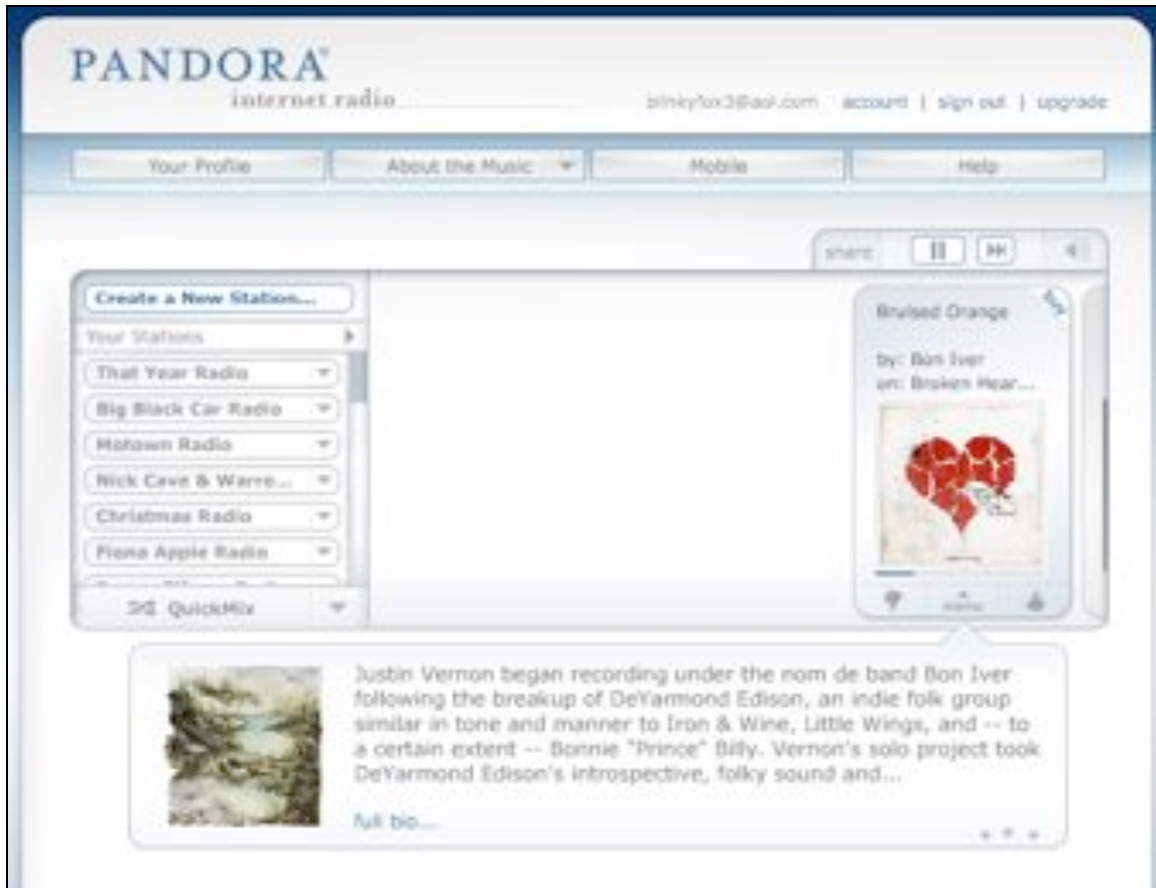 PANDORA®
internet radio
blinkyfox3@aol.com account | sign out | upgrade
Your Profile
About the Music
Mobile
Help
share
Create a New Station...
Your Stations
That Year Radio
Big Black Car Radio
Motown Radio
Nick Cave & Warre...
Christmas Radio
Fiona Apple Radio
QuickMix
Bruised Orange
buy
by: Bon Iver
on: Broken Hear...
menu
Justin Vernon began recording under the nom de band Bon Iver
following the breakup of DeYarmond Edison, an indie folk group
similar in tone and manner to Iron & Wine, Little Wings, and -- to
a certain extent -- Bonnie "Prince" Billy. Vernon's solo project took
DeYarmond Edison's introspective, folky sound and...
full bio...